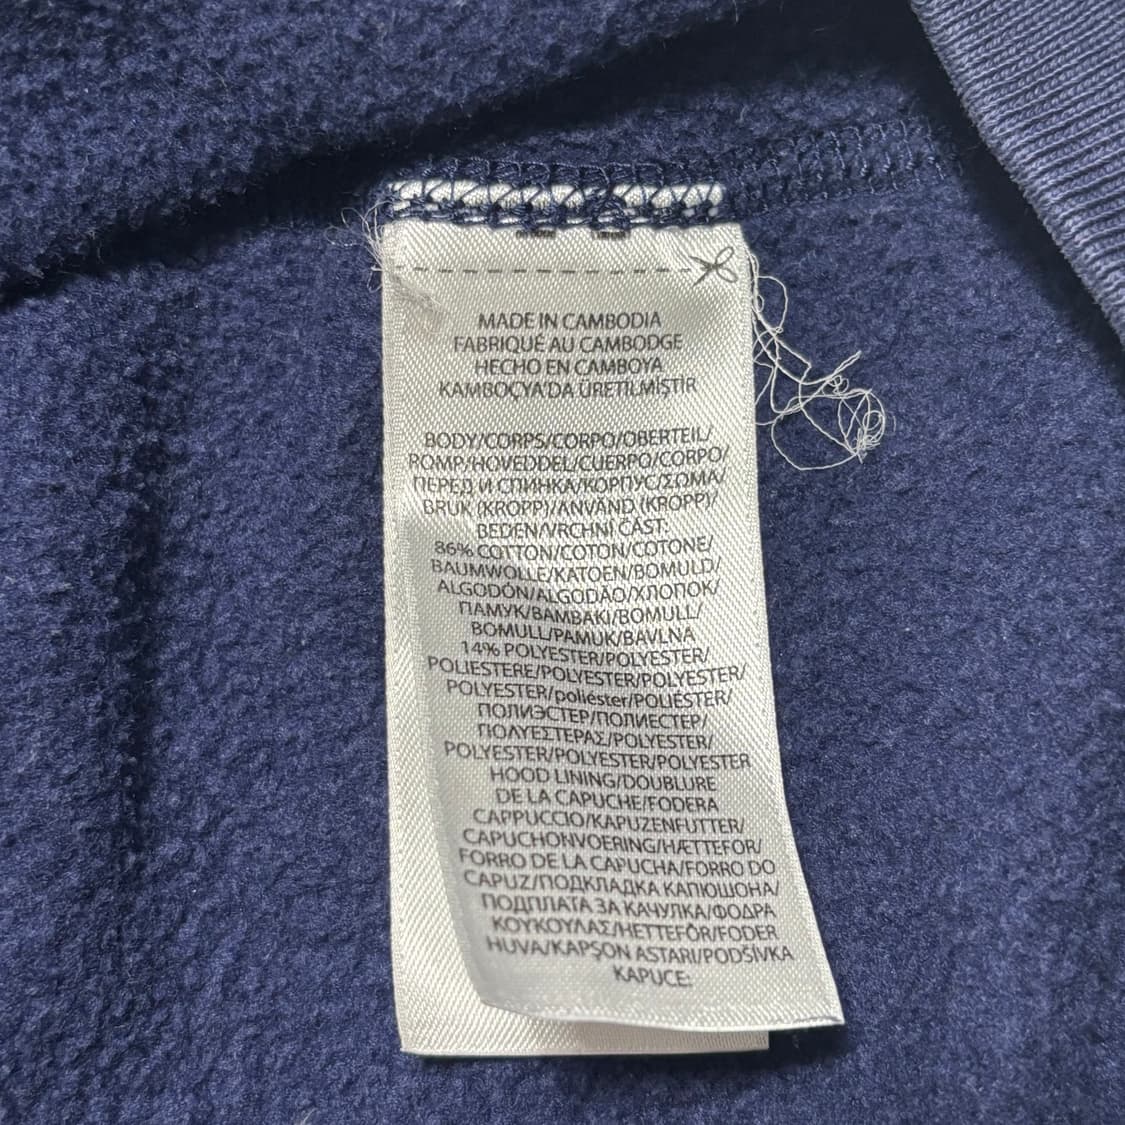 MADE IN CAMBODIA
FABRIQUÉ AU CAMBODGE
HECHO EN CAMBOYA
KAMBOÇYA'DA ÜRETILMIŞTIR
BODY/CORPS/CORPO/OBERTEIL/
ROMP/HOVEDDEL/CUERPO/CORPO/
ПЕРЕД И СПИНКА/КОРПУС/ΣΩΜΑ/
BRUK (KROPP)/ANVÄND (KROPP)/
BEDEN/VRCHNÍ ČÁST:
86% COTTON/COTON/COTONE/
BAUMWOLLE/KATOEN/BOMULD/
ALGODÓN/ALGODÃO/ХЛОПОК/
ПАМУК/ΒΑΜΒΑΚΙ/BOMULL/
BOMULL/PAMUK/BAVLNA
14% POLYESTER/POLYESTER/
POLIESTERE/POLYESTER/POLYESTER/
POLYESTER/poliéster/POLIÉSTER/
ПОЛИЭСТЕР/ПОЛИЕСТЕР/
ΠΟΛΥΕΣΤΕΡΑΣ/POLYESTER/
POLYESTER/POLYESTER/POLYESTER
HOOD LINING/DOUBLURE
DE LA CAPUCHE/FODERA
CAPPUCCIO/KAPUZENFUTTER/
CAPUCHONVOERING/HÆTTEFOR/
FORRO DE LA CAPUCHA/FORRO DO
CAPUZ/ПОДКЛАДКА КАПЮШОНА/
ПОДПЛАТА ЗА КАЧУЛКА/ΦΟΔΡΑ
ΚΟΥΚΟΥΛΑΣ/HETTEFÔR/FODER
HUVA/KAPŞON ASTARI/PODŠÍVKA
KAPUCE: